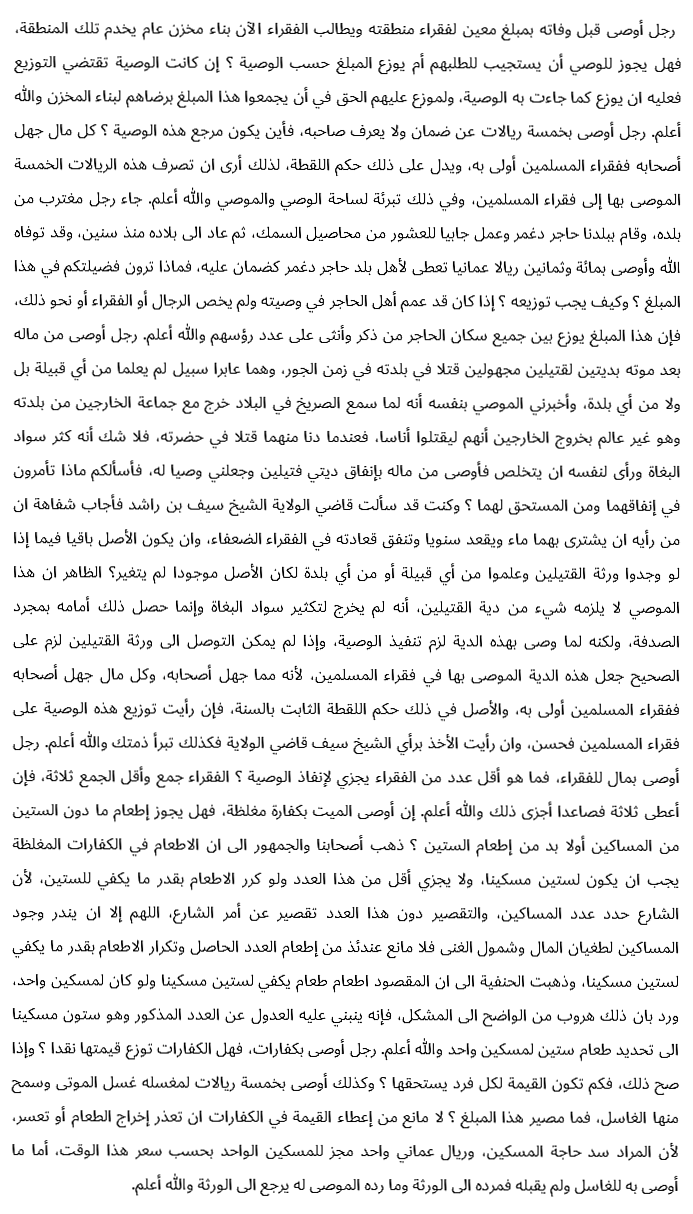 رجل أوصى قبل وفاته بمبلغ معين لفقراء منطقته ويطالب الفقراء الآن بناء مخزن عام يخدم تلك المنطقة،
فهل يجوز للوصي أن يستجيب للطلبهم أم يوزع المبلغ حسب الوصية ؟ إن كانت الوصية تقتضي التوزيع
فعليه ان يوزع كما جاءت به الوصية، ولموزع عليهم الحق في أن يجمعوا هذا المبلغ برضاهم لبناء المخزن والله
أعلم. رجل أوصى بخمسة ريالات عن ضمان ولا يعرف صاحبه، فأين يكون مرجع هذه الوصية ؟ كل مال جهل
أصحابه ففقراء المسلمين أولى به، ويدل على ذلك حكم اللقطة، لذلك أرى ان تصرف هذه الريالات الخمسة
الموصى بها إلى فقراء المسلمين، وفي ذلك تبرئة لساحة الوصي والموصي والله أعلم. جاء رجل مغترب من
بلده، وقام ببلدنا حاجر دغمر وعمل جابيا للعشور من محاصيل السمك، ثم عاد الى بلاده منذ سنين، وقد توفاه
الله وأوصى بمائة وثمانين ريالا عمانيا تعطى لأهل بلد حاجر دغمر كضمان عليه، فماذا ترون فضيلتكم في هذا
المبلغ ؟ وكيف يجب توزيعه ؟ إذا كان قد عمم أهل الحاجر في وصيته ولم يخص الرجال أو الفقراء أو نحو ذلك،
فإن هذا المبلغ يوزع بين جميع سكان الحاجر من ذكر وأنثى على عدد رؤسهم والله أعلم. رجل أوصى من ماله
بعد موته بديتين لقتيلين مجهولين قتلا في بلدته في زمن الجور، وهما عابرا سبيل لم يعلما من أي قبيلة بل
ولا من أي بلدة، وأخبرني الموصي بنفسه أنه لما سمع الصريخ في البلاد خرج مع جماعة الخارجين من بلدته
وهو غير عالم بخروج الخارجين أنهم ليقتلوا أناسا، فعندما دنا منهما قتلا في حضرته، فلا شك أنه كثر سواد
البغاة ورأى لنفسه ان يتخلص فأوصى من ماله بإنفاق ديتي فتيلين وجعلني وصيا له، فأسألكم ماذا تأمرون
في إنفاقهما ومن المستحق لهما ؟ وكنت قد سألت قاضي الولاية الشيخ سيف بن راشد فأجاب شفاهة ان
من رأيه ان يشترى بهما ماء ويقعد سنويا وتنفق قعادته في الفقراء الضعفاء، وان يكون الأصل باقيا فيما إذا
لو وجدوا ورثة القتيلين وعلموا من أي قبيلة أو من أي بلدة لكان الأصل موجودا لم يتغير؟ الظاهر ان هذا
الموصي لا يلزمه شيء من دية القتيلين، أنه لم يخرج لتكثير سواد البغاة وإنما حصل ذلك أمامه بمجرد
الصدفة، ولكنه لما وصى بهذه الدية لزم تنفيذ الوصية، وإذا لم يمكن التوصل الى ورثة القتيلين لزم على
الصحيح جعل هذه الدية الموصى بها في فقراء المسلمين، لأنه مما جهل أصحابه، وكل مال جهل أصحابه
ففقراء المسلمين أولى به، والأصل في ذلك حكم اللقطة الثابت بالسنة، فإن رأيت توزيع هذه الوصية على
فقراء المسلمين فحسن، وان رأيت الأخذ برأي الشيخ سيف قاضي الولاية فكذلك تبرأ ذمتك والله أعلم. رجل
أوصى بمال للفقراء، فما هو أقل عدد من الفقراء يجزي لإنفاذ الوصية ؟ الفقراء جمع وأقل الجمع ثلاثة، فإن
أعطى ثلاثة فصاعدا أجزى ذلك والله أعلم. إن أوصى الميت بكفارة مغلظة، فهل يجوز إطعام ما دون الستين
من المساكين أولا بد من إطعام الستين ؟ ذهب أصحابنا والجمهور الى ان الاطعام في الكفارات المغلظة
يجب ان يكون لستين مسكينا، ولا يجزي أقل من هذا العدد ولو كرر الاطعام بقدر ما يكفي للستين، لأن
الشارع حدد عدد المساكين، والتقصير دون هذا العدد تقصير عن أمر الشارع، اللهم إلا ان يندر وجود
المساكين لطغيان المال وشمول الغنى فلا مانع عندئذ من إطعام العدد الحاصل وتكرار الاطعام بقدر ما يكفي
لستين مسكينا، وذهبت الحنفية الى ان المقصود اطعام طعام يكفي لستين مسكينا ولو كان لمسكين واحد،
ورد بان ذلك هروب من الواضح الى المشكل، فإنه ينبني عليه العدول عن العدد المذكور وهو ستون مسكينا
الى تحديد طعام ستين لمسكين واحد والله أعلم. رجل أوصى بكفارات، فهل الكفارات توزع قيمتها نقدا ؟ وإذا
صح ذلك، فكم تكون القيمة لكل فرد يستحقها ؟ وكذلك أوصى بخمسة ريالات لمغسله غسل الموتى وسمح
منها الغاسل، فما مصير هذا المبلغ ؟ لا مانع من إعطاء القيمة في الكفارات ان تعذر إخراج الطعام أو تعسر،
لأن المراد سد حاجة المسكين، وريال عماني واحد مجز للمسكين الواحد بحسب سعر هذا الوقت، أما ما
أوصى به للغاسل ولم يقبله فمرده الى الورثة وما رده الموصى له يرجع الى الورثة والله أعلم.